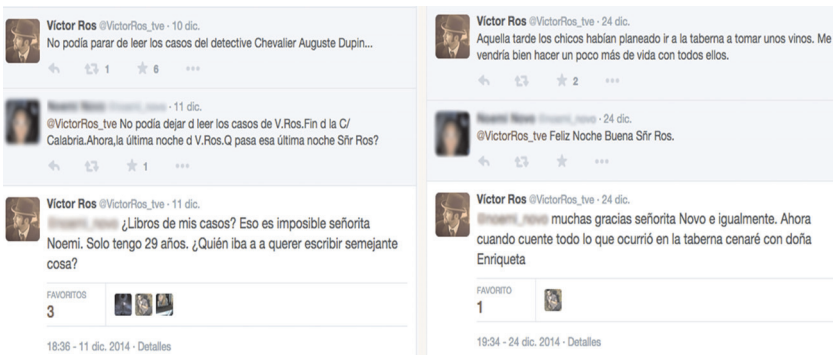 Víctor Ros @VictorRos_tve · 10 dic.
No podía parar de leer los casos del detective Chevalier Auguste Dupin...
1 6
· 11 dic.
@VictorRos_tve No podía dejar d leer los casos de V.Ros.Fin d la C/
Calabria.Ahora,la última noche d V.Ros.Q pasa esa última noche Sñr Ros?
1
Víctor Ros @VictorRos_tve · 11 dic.
¿Libros de mis casos? Eso es imposible señorita
Noemi. Solo tengo 29 años. ¿Quién iba a a querer escribir semejante
cosa?
FAVORITOS
3
18:36 - 11 dic. 2014 · Detalles
Víctor Ros @VictorRos_tve · 24 dic.
Aquella tarde los chicos habían planeado ir a la taberna a tomar unos vinos. Me
vendría bien hacer un poco más de vida con todos ellos.
2
· 24 dic.
@VictorRos_tve Feliz Noche Buena Sñr Ros.
Víctor Ros @VictorRos_tve · 24 dic.
muchas gracias señorita Novo e igualmente. Ahora
cuando cuente todo lo que ocurrió en la taberna cenaré con doña
Enriqueta
FAVORITO
1
19:34 - 24 dic. 2014 · Detalles